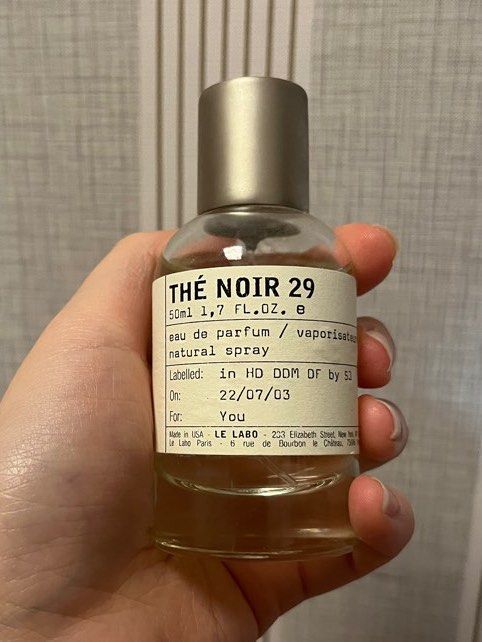 THÉ NOIR 29
50ml 1,7 FL.OZ. e
eau de parfum / vaporisateur
natural spray
Labelled: in HD DDM DF by 53
On: 22/07/03
For: You
Made in USA - LE LABO - 233 Elizabeth Street, New York
Le Labo Paris - 6 rue de Bourbon le Château,